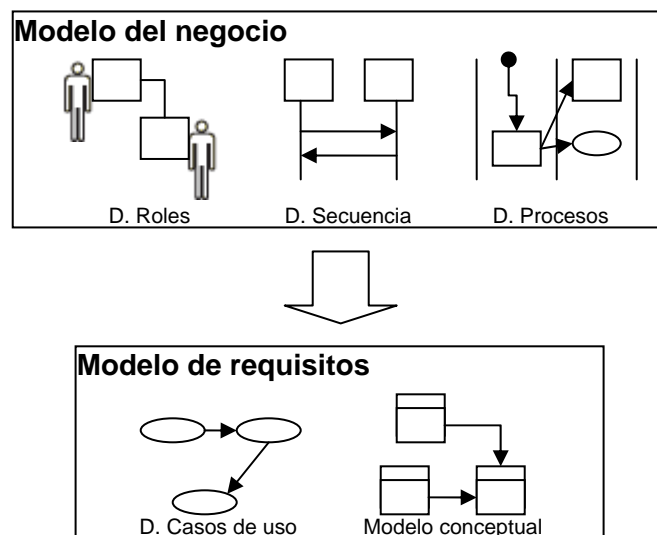 Modelo del negocio
D. Roles
D. Secuencia
D. Procesos
Modelo de requisitos
D. Casos de uso
Modelo conceptual